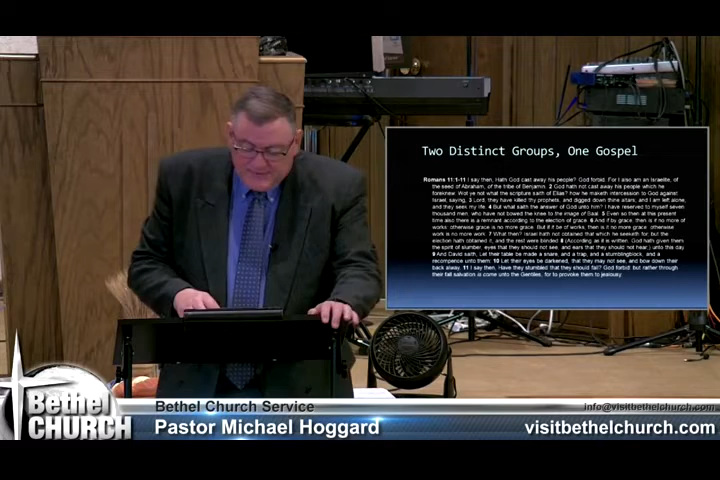 Two Distinct Groups, One Gospel
Romans 11:1-11 I say then, Hath God cast away his people? God forbid. For I also am an Israelite, of
the seed of Abraham, of the tribe of Benjamin. 2 God hath not cast away his people which he
foreknew. Wot ye not what the scripture saith of Elias? how he maketh intercession to God against
Israel, saying, 3 Lord, they have killed thy prophets, and digged down thine altars; and I am left alone,
and they seek my life. 4 But what saith the answer of God unto him? I have reserved to myself seven
thousand men, who have not bowed the knee to the image of Baal. 5 Even so then at this present
time also there is a remnant according to the election of grace. 6 And if by grace, then is it no more of
works: otherwise grace is no more grace. But if it be of works, then is it no more grace: otherwise
work is no more work. 7 What then? Israel hath not obtained that which he seeketh for; but the
election hath obtained it, and the rest were blinded 8 (According as it is written, God hath given them
the spirit of slumber, eyes that they should not see, and ears that they should not hear;) unto this day.
9 And David saith, Let their table be made a snare, and a trap, and a stumblingblock, and a
recompence unto them: 10 Let their eyes be darkened, that they may not see, and bow down their
back alway. 11 I say then, Have they stumbled that they should fall? God forbid: but rather through
their fall salvation is come unto the Gentiles, for to provoke them to jealousy.
Bethel
CHURCH
Bethel Church Service
info@visitbethelchurch.com
Pastor Michael Hoggard
visitbethelchurch.com